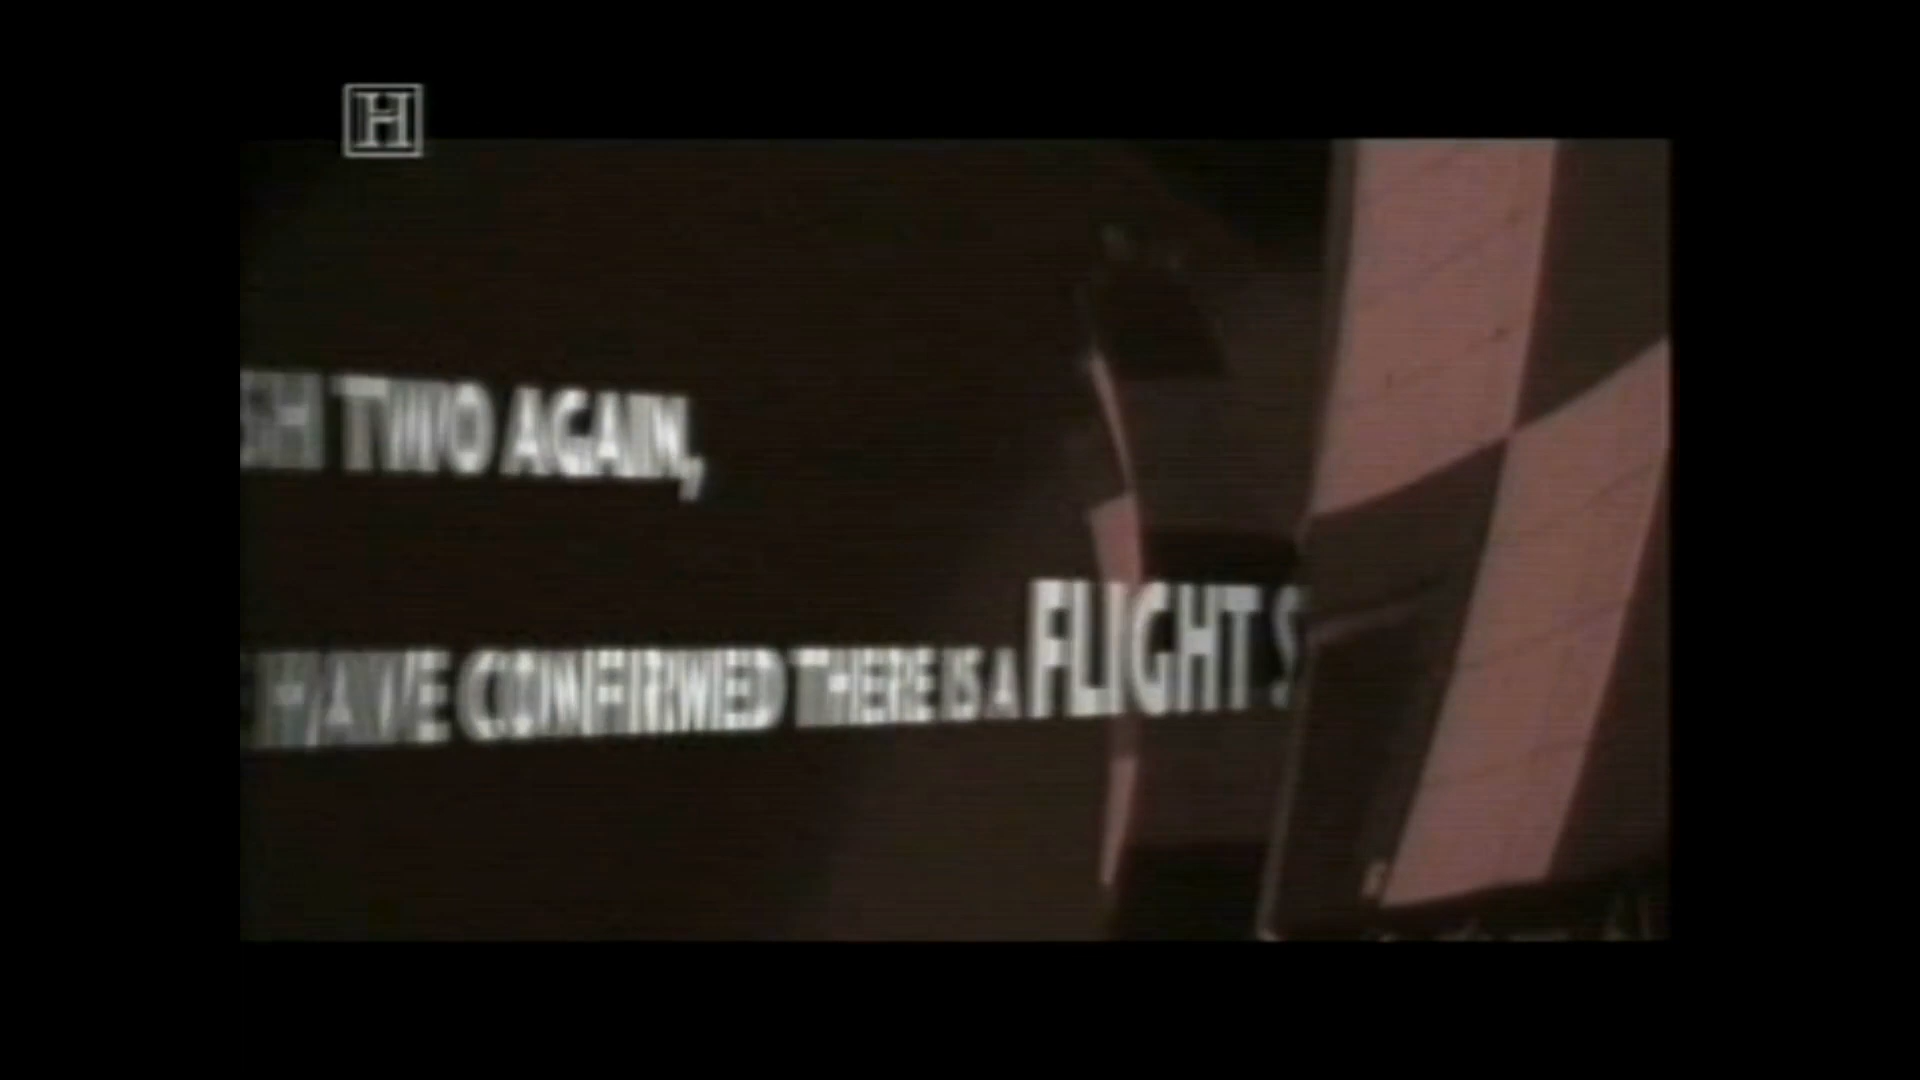 H
TWO AGAIN,
HAVE CONFIRMED THERE IS A FLIGHT S